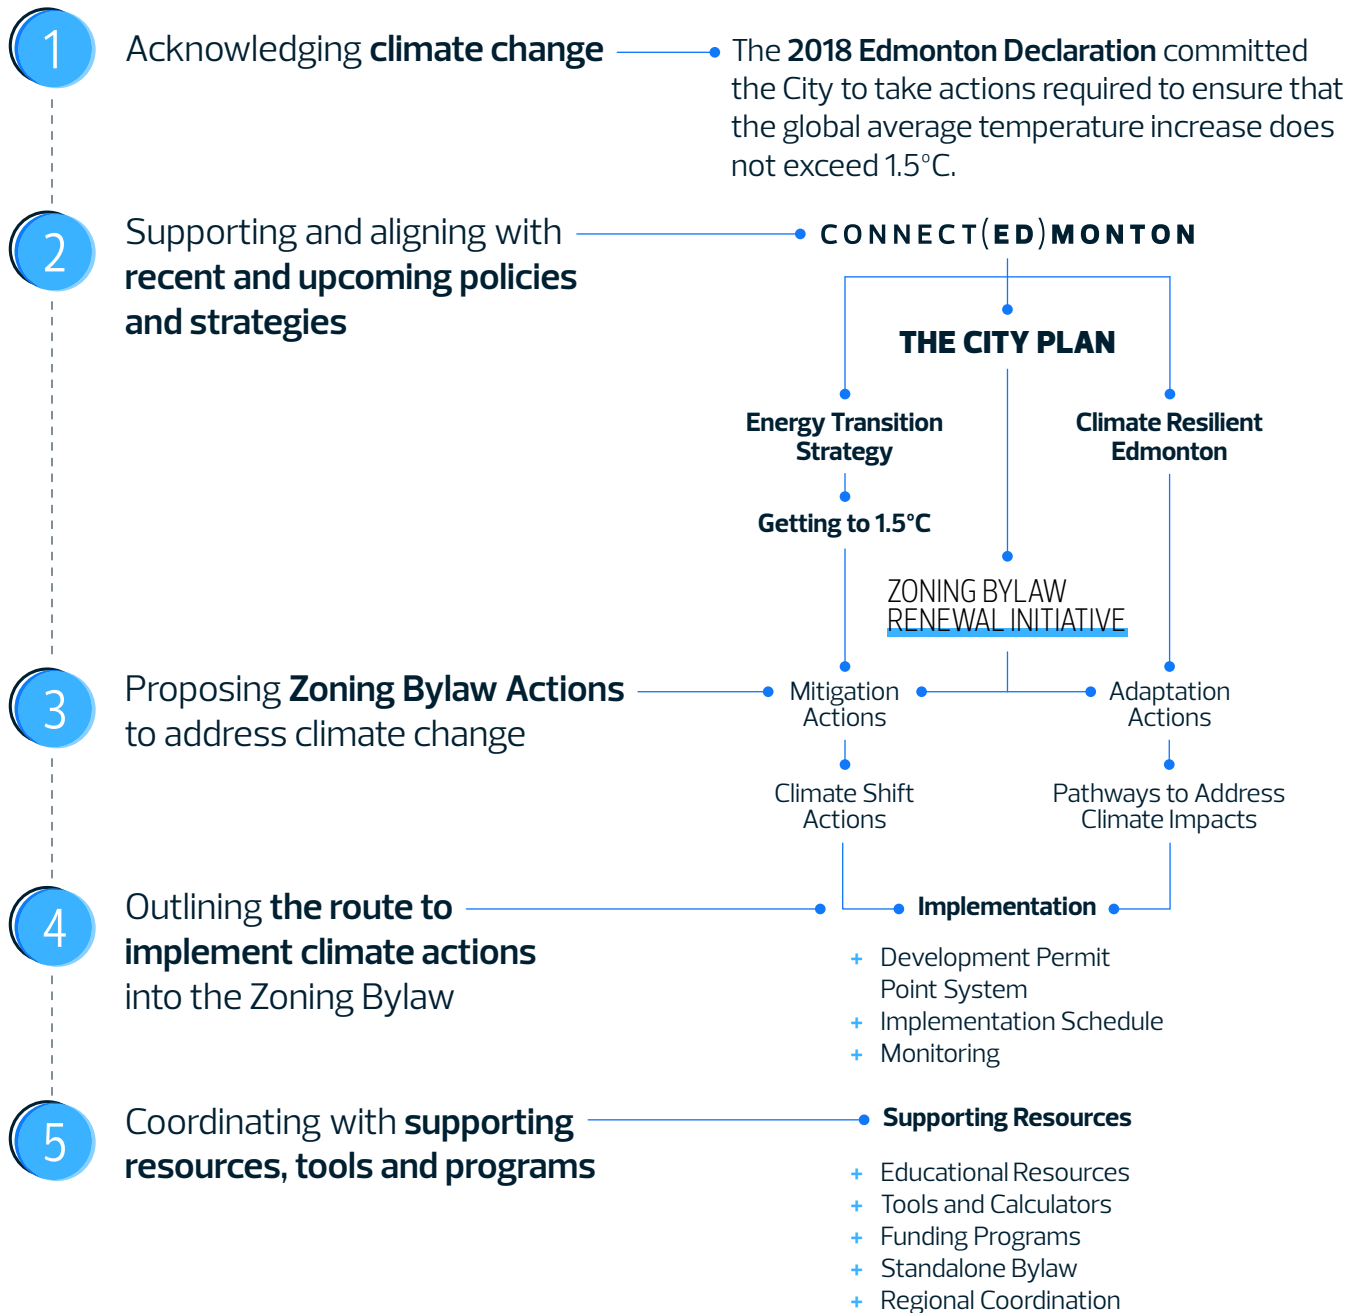 1
Acknowledging climate change
The 2018 Edmonton Declaration committed
the City to take actions required to ensure that
the global average temperature increase does
not exceed 1.5°C.
2
Supporting and aligning with
recent and upcoming policies
and strategies
CONNECT(ED)MONTON
THE CITY PLAN
Energy Transition
Strategy
Climate Resilient
Edmonton
Getting to 1.5°C
ZONING BYLAW
RENEWAL INITIATIVE
3
Proposing Zoning Bylaw Actions
to address climate change
Mitigation
Actions
Adaptation
Actions
Climate Shift
Actions
Pathways to Address
Climate Impacts
4
Outlining the route to
implement climate actions
into the Zoning Bylaw
Implementation
+ Development Permit
Point System
+ Implementation Schedule
+ Monitoring
5
Coordinating with supporting
resources, tools and programs
Supporting Resources
+ Educational Resources
+ Tools and Calculators
+ Funding Programs
+ Standalone Bylaw
+ Regional Coordination